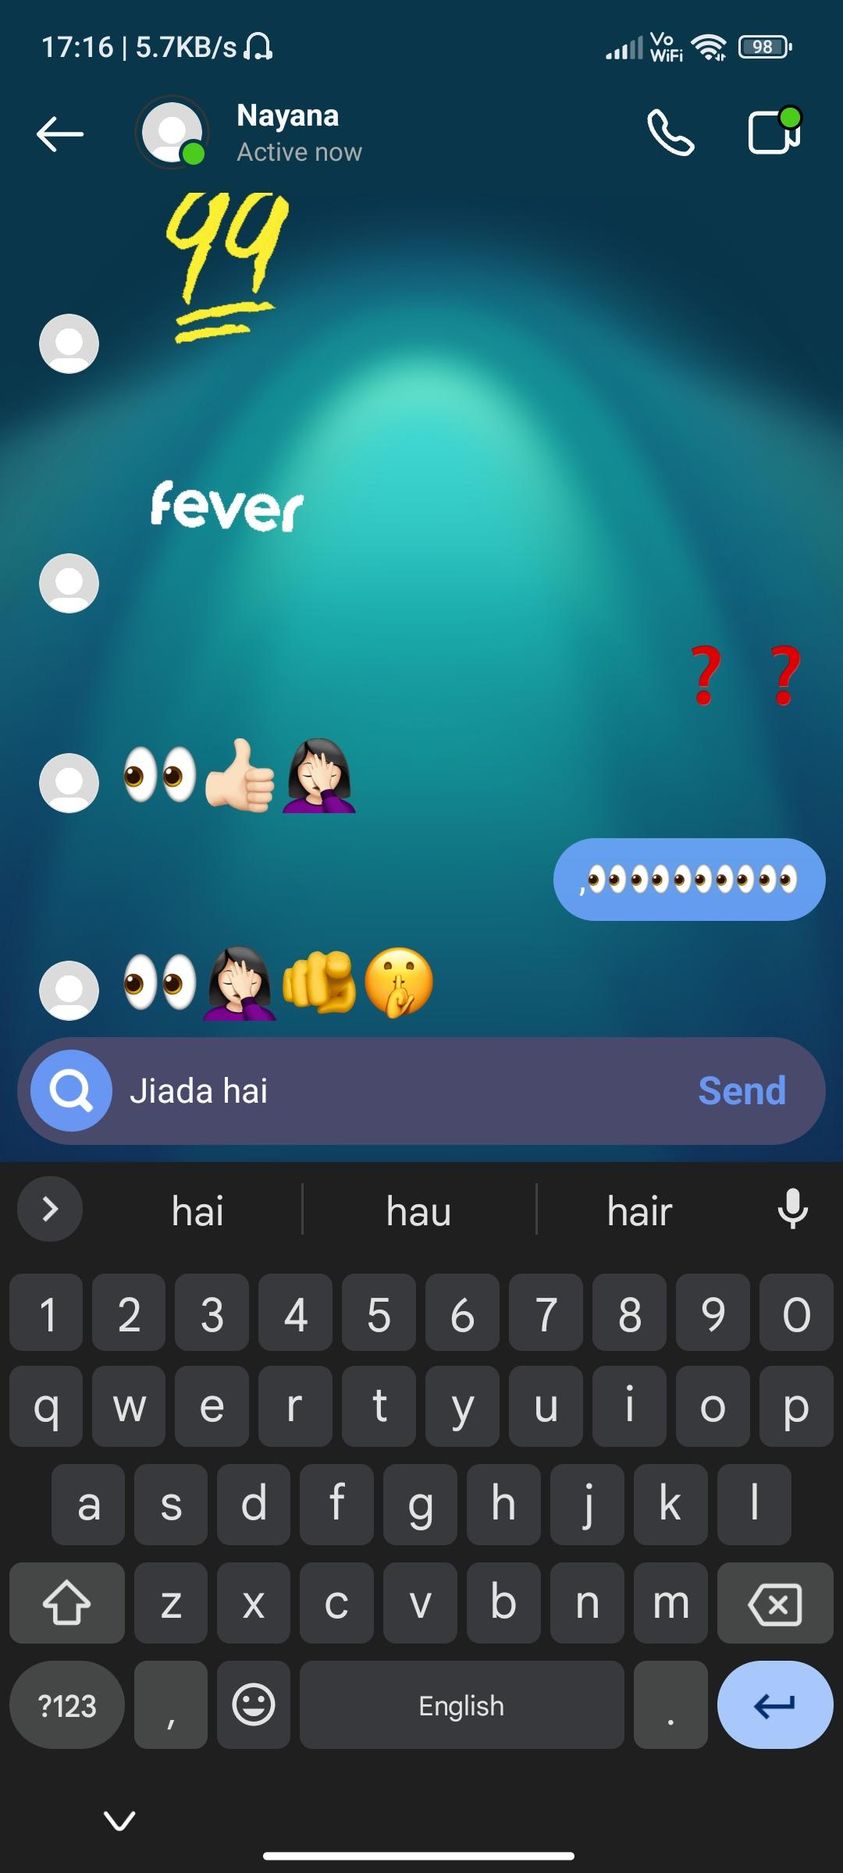 17:16 | 5.7KB/s
Vo
WiFi
98
Nayana
Active now
99
fever
❓ ❓
👀👍🏻🤦🏻‍♀️
,👀👀👀👀👀
👀🤦🏻‍♀️🫵🤫
Jiada hai
Send
hai
hau
hair
1 2 3 4 5 6 7 8 9 0
q w e r t y u i o p
a s d f g h j k l
z x c v b n m
?123 , English .